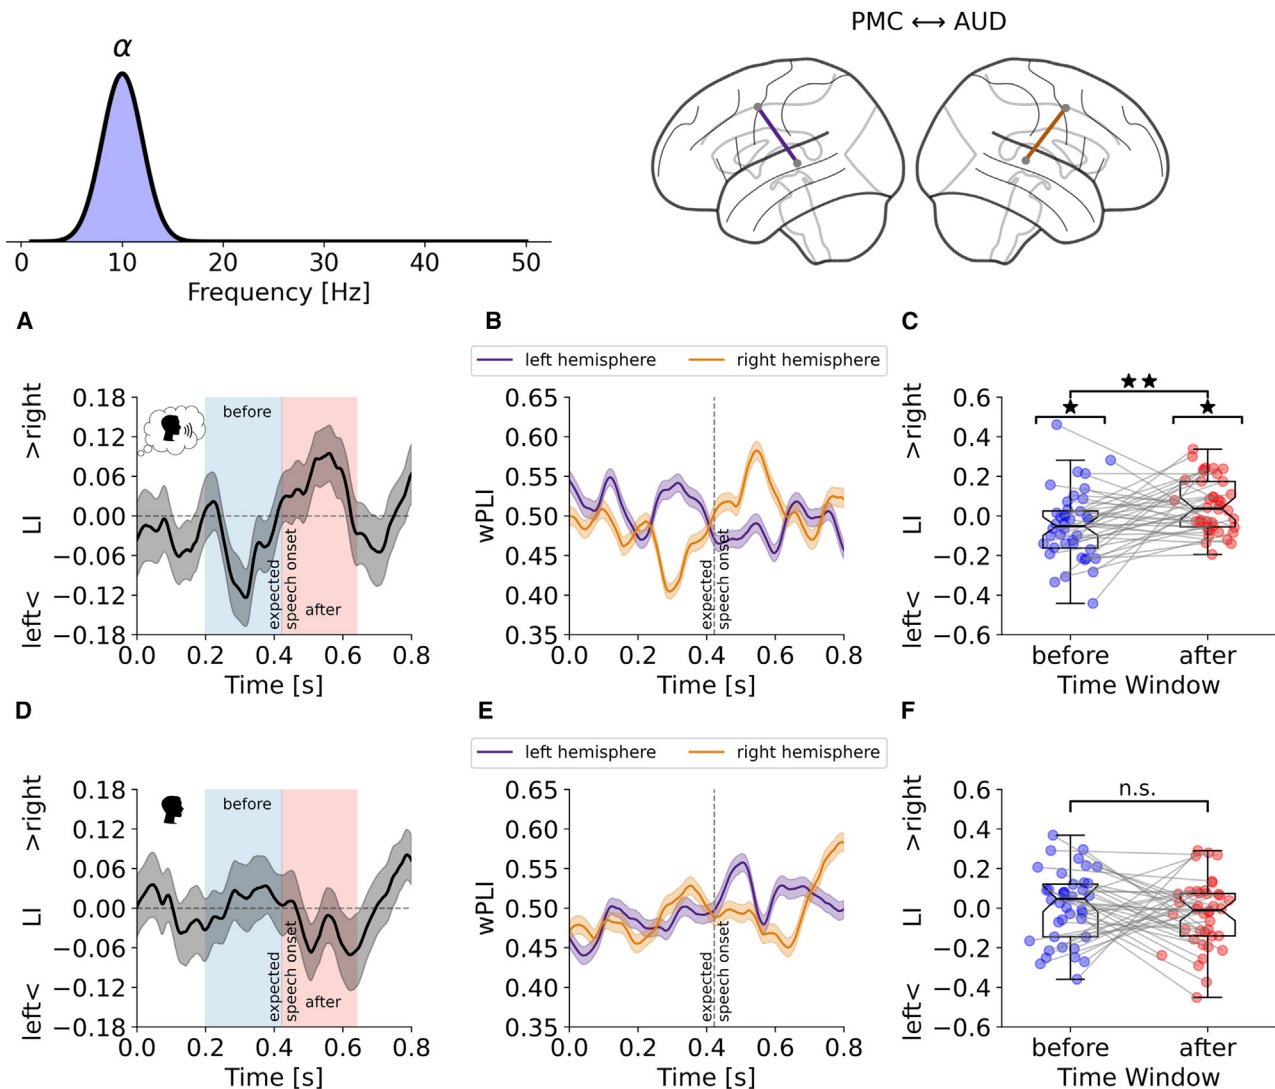 PMC ⟷ AUD
α
0 10 20 30 40 50
Frequency [Hz]
A
B
C
left hemisphere right hemisphere
left< LI >right
0.18
0.12
0.06
0.00
−0.06
−0.12
−0.18
before
expected
speech onset
after
0.0 0.2 0.4 0.6 0.8
Time [s]
wPLI
0.65
0.60
0.55
0.50
0.45
0.40
0.35
expected
speech onset
0.0 0.2 0.4 0.6 0.8
Time [s]
left< LI >right
0.6
0.4
0.2
0.0
−0.2
−0.4
−0.6
★★
★ ★
before after
Time Window
D
E
F
left hemisphere right hemisphere
left< LI >right
0.18
0.12
0.06
0.00
−0.06
−0.12
−0.18
before
expected
speech onset
after
0.0 0.2 0.4 0.6 0.8
Time [s]
wPLI
0.65
0.60
0.55
0.50
0.45
0.40
0.35
expected
speech onset
0.0 0.2 0.4 0.6 0.8
Time [s]
left< LI >right
0.6
0.4
0.2
0.0
−0.2
−0.4
−0.6
n.s.
before after
Time Window